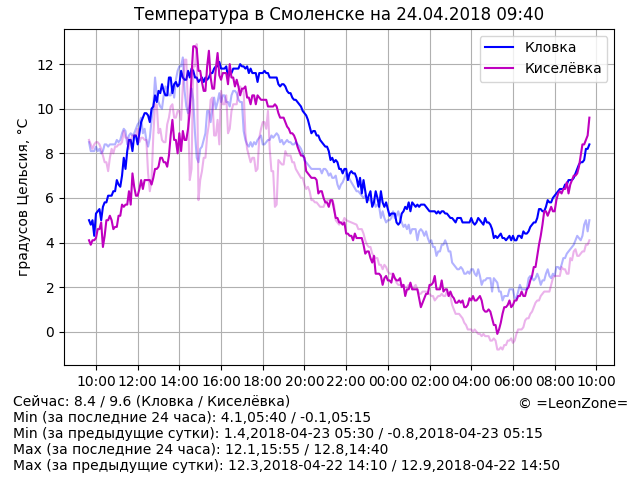 Температура в Смоленске на 24.04.2018 09:40
Кловка
Киселёвка
градусов Цельсия, °C
12
10
8
6
4
2
0
10:00 12:00 14:00 16:00 18:00 20:00 22:00 00:00 02:00 04:00 06:00 08:00 10:00
Сейчас: 8.4 / 9.6 (Кловка / Киселёвка)
© =LeonZone=
Min (за последние 24 часа): 4.1,05:40 / -0.1,05:15
Min (за предыдущие сутки): 1.4,2018-04-23 05:30 / -0.8,2018-04-23 05:15
Max (за последние 24 часа): 12.1,15:55 / 12.8,14:40
Max (за предыдущие сутки): 12.3,2018-04-22 14:10 / 12.9,2018-04-22 14:50